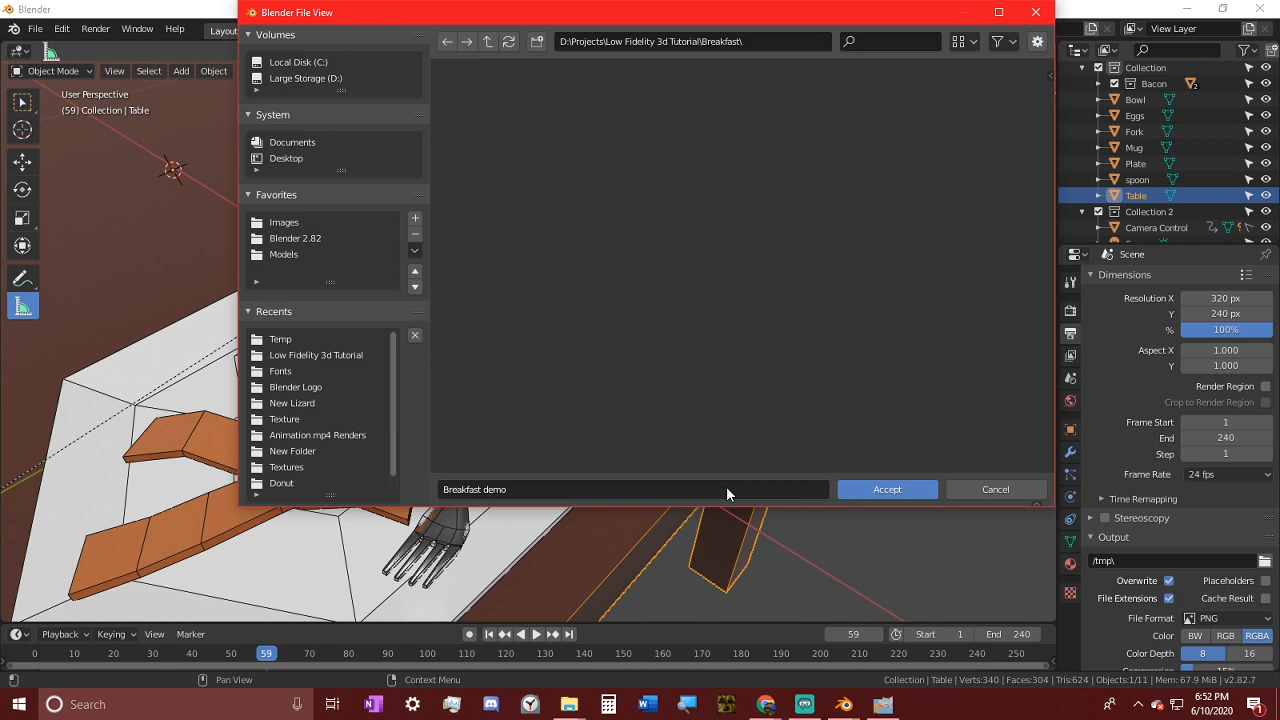 Blender
File Edit Render Window Help Layout
Object Mode View Select Add Object
User Perspective
(59) Collection | Table
Blender File View
Volumes
Local Disk (C:)
Large Storage (D:)
System
Documents
Desktop
Favorites
Images
Blender 2.82
Models
Recents
Temp
Low Fidelity 3d Tutorial
Fonts
Blender Logo
New Lizard
Texture
Animation mp4 Renders
New Folder
Textures
Donut
D:\Projects\Low Fidelity 3d Tutorial\Breakfast\
Breakfast demo
Accept Cancel
View Layer
Collection
Bacon 2
Bowl
Eggs
Fork
Mug
Plate
spoon
Table
Collection 2
Camera Control
Scene
Dimensions
Resolution X 320 px
Y 240 px
% 100%
Aspect X 1.000
Y 1.000
Render Region
Crop to Render Region
Frame Start 1
End 240
Step 1
Frame Rate 24 fps
Time Remapping
Stereoscopy
Output
/tmp\
Overwrite Placeholders
File Extensions Cache Result
File Format PNG
Color BW RGB RGBA
Color Depth 8 16
Compression 15%
Playback Keying View Marker
59 Start 1 End 240
0 10 20 30 40 50 59 70 80 90 100 110 120 130 140 150 160 170 180 190 200 210 220 230 240 250
Pan View Context Menu
Collection | Table | Verts:340 | Faces:304 | Tris:624 | Objects:1/11 | Mem: 67.9 MiB | v2.82.7
Search
6:52 PM
6/10/2020